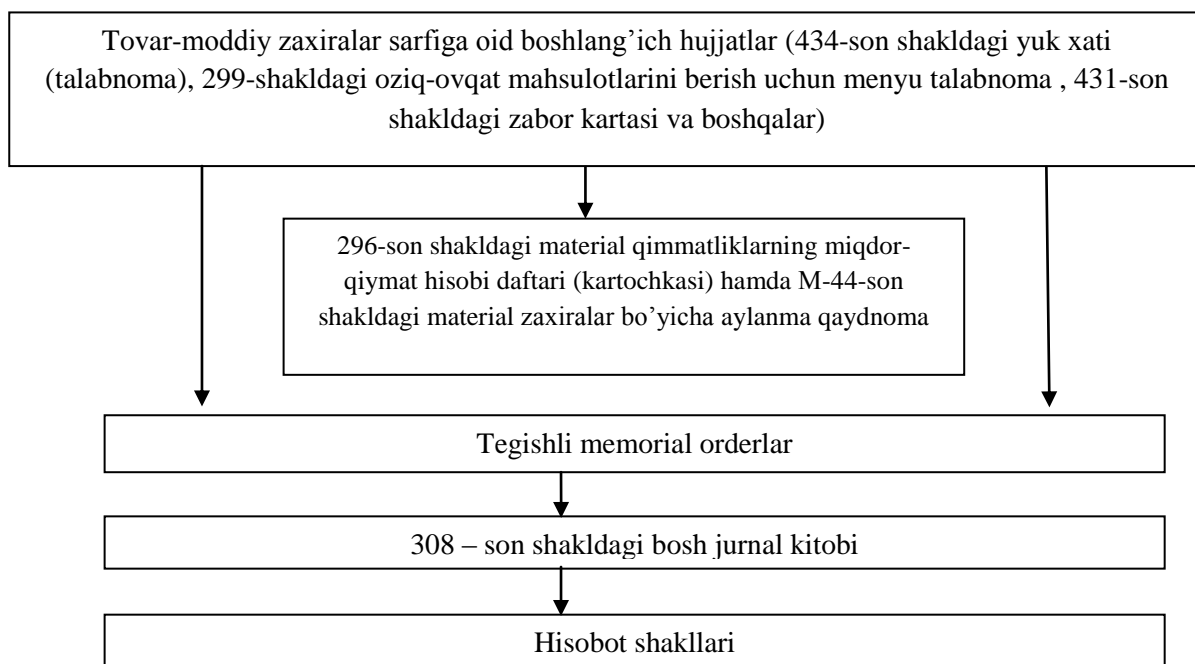 Tovar-moddiy zaxiralar sarfiga oid boshlang’ich hujjatlar (434-son shakldagi yuk xati
(talabnoma), 299-shakldagi oziq-ovqat mahsulotlarini berish uchun menyu talabnoma , 431-son
shakldagi zabor kartasi va boshqalar)
296-son shakldagi material qimmatliklarning miqdor-
qiymat hisobi daftari (kartochkasi) hamda M-44-son
shakldagi material zaxiralar bo’yicha aylanma qaydnoma
Tegishli memorial orderlar
308 – son shakldagi bosh jurnal kitobi
Hisobot shakllari